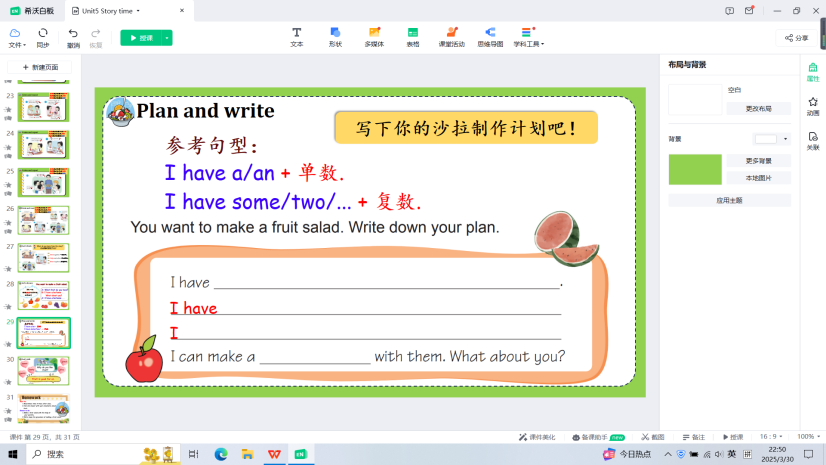 希沃白板
Unit5 Story time
文件
同步
撤销
恢复
授课
文本
形状
多媒体
表格
课堂活动
思维导图
学科工具
分享
新建页面
23
24
25
26
27
28
29
30
31
Plan and write
写下你的沙拉制作计划吧！
参考句型：
I have a/an + 单数.
I have some/two/... + 复数.
You want to make a fruit salad. Write down your plan.
I have ______.
I have
I
I can make a ______ with them. What about you?
布局与背景
空白
更改布局
背景
更多背景
本地图片
应用主题
属性
动画
关联
课件 第 29 页，共 31 页
课件美化
备课助手 new
截图
备注
授课
16 : 9
100%
搜索
今日热点
英
拼
22:50
2025/3/30